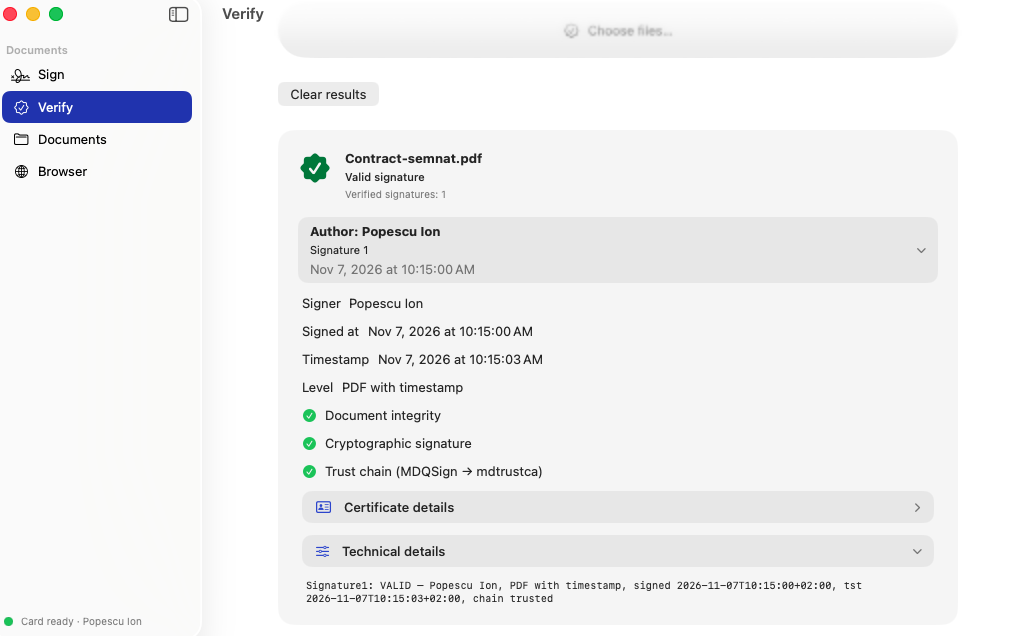 Verify
Choose files...
Documents
Sign
Verify
Documents
Browser
Clear results
Contract-semnat.pdf
Valid signature
Verified signatures: 1
Author: Popescu Ion
Signature 1
Nov 7, 2026 at 10:15:00 AM
Signer Popescu Ion
Signed at Nov 7, 2026 at 10:15:00 AM
Timestamp Nov 7, 2026 at 10:15:03 AM
Level PDF with timestamp
Document integrity
Cryptographic signature
Trust chain (MDQSign → mdtrustca)
Certificate details
Technical details
Signature1: VALID — Popescu Ion, PDF with timestamp, signed 2026-11-07T10:15:00+02:00, tst
2026-11-07T10:15:03+02:00, chain trusted
Card ready · Popescu Ion